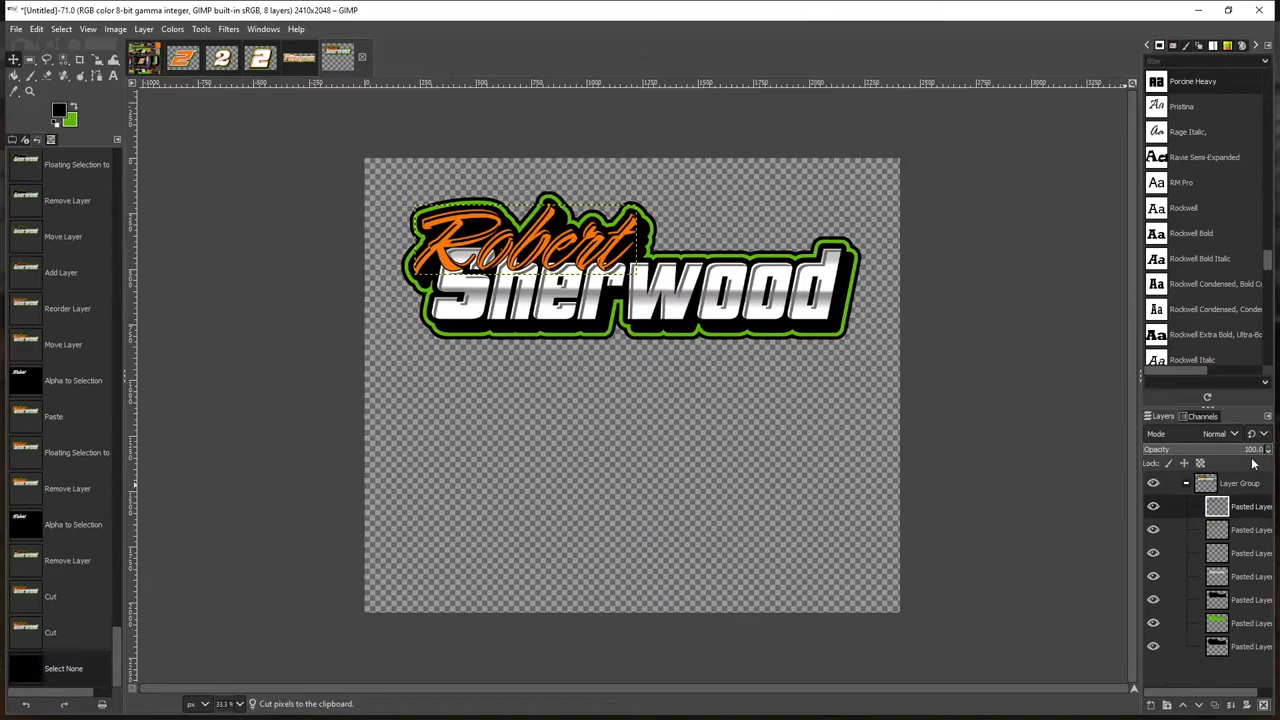 *[Untitled]-71.0 (RGB color 8-bit gamma integer, GIMP built-in sRGB, 8 layers) 2410x2048 – GIMP
File Edit Select View Image Layer Colors Tools Filters Windows Help
filter
Porcine Heavy
Pristina
Rage Italic,
Ravie Semi-Expanded
RM Pro
Rockwell
Rockwell Bold
Rockwell Bold Italic
Rockwell Condensed, Bold Co
Rockwell Condensed, Conde
Rockwell Extra Bold, Ultra-Bo
Rockwell Italic
Floating Selection to
Remove Layer
Move Layer
Add Layer
Reorder Layer
Move Layer
Alpha to Selection
Paste
Floating Selection to
Remove Layer
Alpha to Selection
Remove Layer
Cut
Cut
Select None
Robert
Sherwood
Layers Channels
Mode Normal
Opacity 100.0
Lock:
Layer Group
Pasted Layer
Pasted Layer
Pasted Layer
Pasted Layer
Pasted Layer
Pasted Layer
Pasted Layer
px 33.3 % Cut pixels to the clipboard.